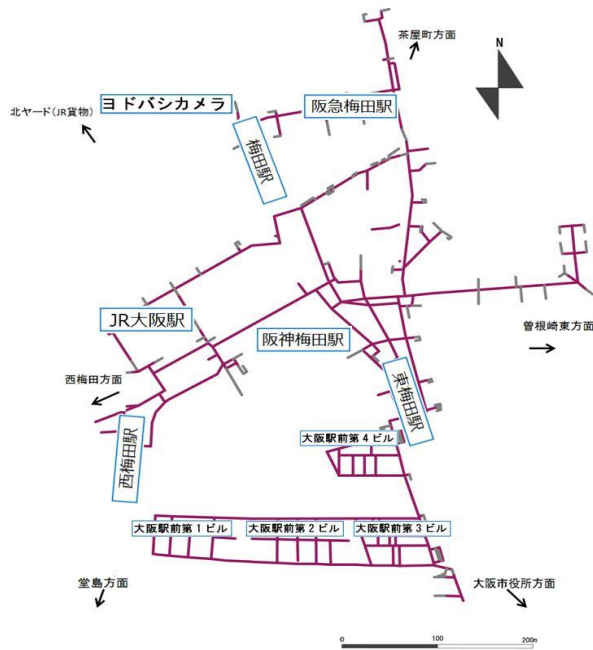 茶屋町方面
N
ヨドバシカメラ
北ヤード(JR貨物)
阪急梅田駅
梅田駅
JR大阪駅
阪神梅田駅
曽根崎東方面
西梅田方面
東梅田駅
西梅田駅
大阪駅前第4ビル
大阪駅前第1ビル
大阪駅前第2ビル
大阪駅前第3ビル
堂島方面
大阪市役所方面
0
100
200m